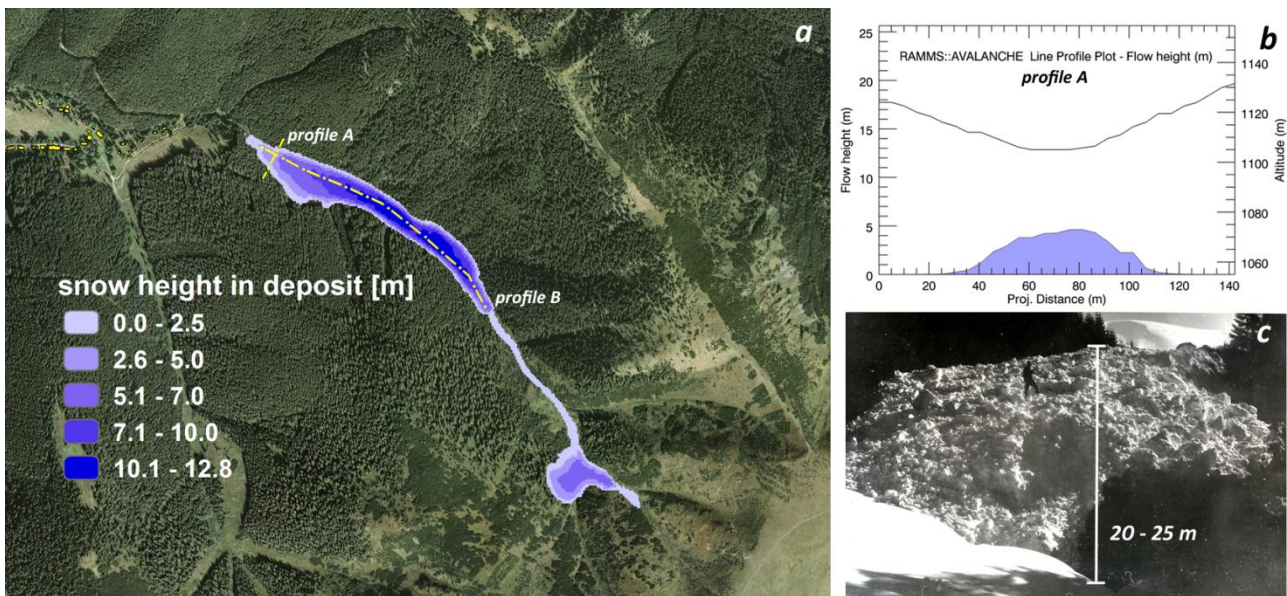 a
profile A
profile B
snow height in deposit [m]
0.0 - 2.5
2.6 - 5.0
5.1 - 7.0
7.1 - 10.0
10.1 - 12.8
b
RAMMS::AVALANCHE Line Profile Plot - Flow height (m)
profile A
Flow height (m)
25
20
15
10
5
0
Altitude (m)
1140
1120
1100
1080
1060
0 20 40 60 80 100 120 140
Proj. Distance (m)
c
20 - 25 m